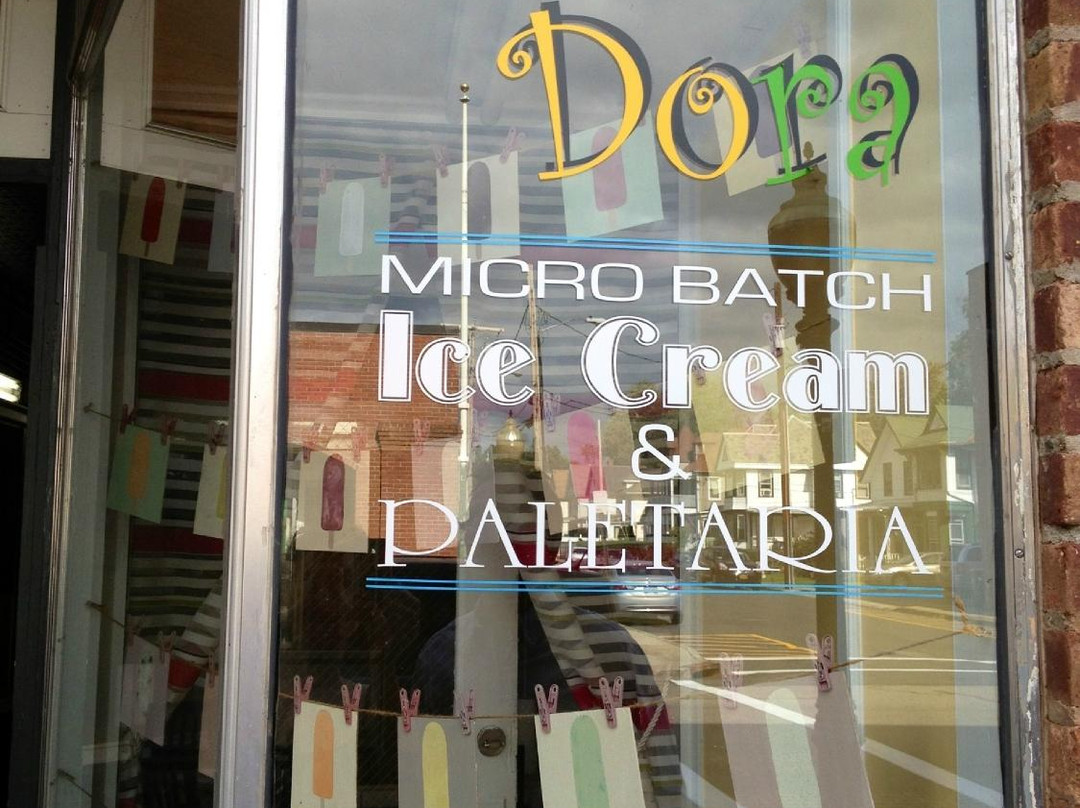 Dora
MICRO BATCH
Ice Cream
&
PALETARIA